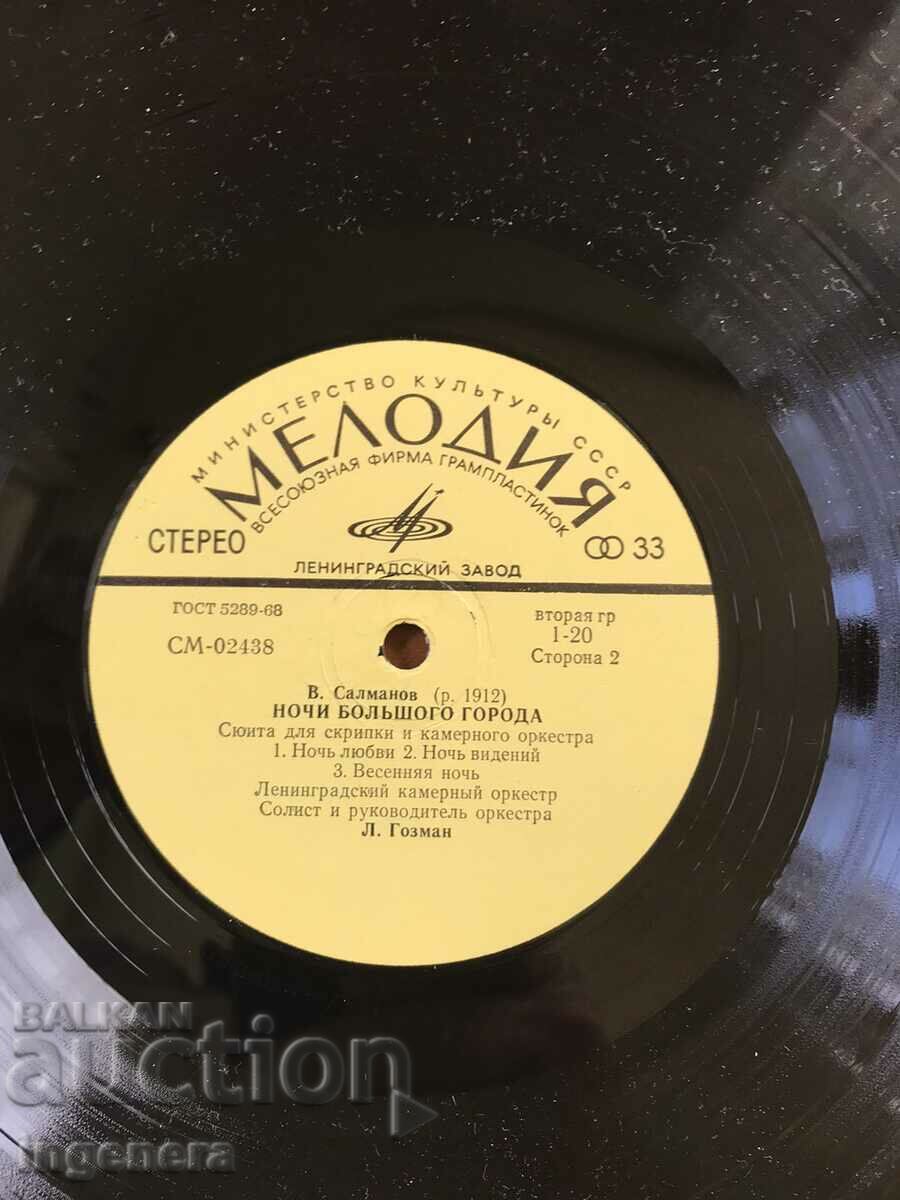 МИНИСТЕРСТВО КУЛЬТУРЫ СССР
МЕЛОДИЯ
ВСЕСОЮЗНАЯ ФИРМА ГРАМПЛАСТИНОК
СТЕРЕО
33
ЛЕНИНГРАДСКИЙ ЗАВОД
ГОСТ 5289-68
вторая гр
СМ-02438
1-20
Сторона 2
В. Салманов (р. 1912)
НОЧИ БОЛЬШОГО ГОРОДА
Сюита для скрипки и камерного оркестра
1. Ночь любви 2. Ночь видений
3. Весенняя ночь
Ленинградский камерный оркестр
Солист и руководитель оркестра
Л. Гозман
BALKAN
auction
ingenera